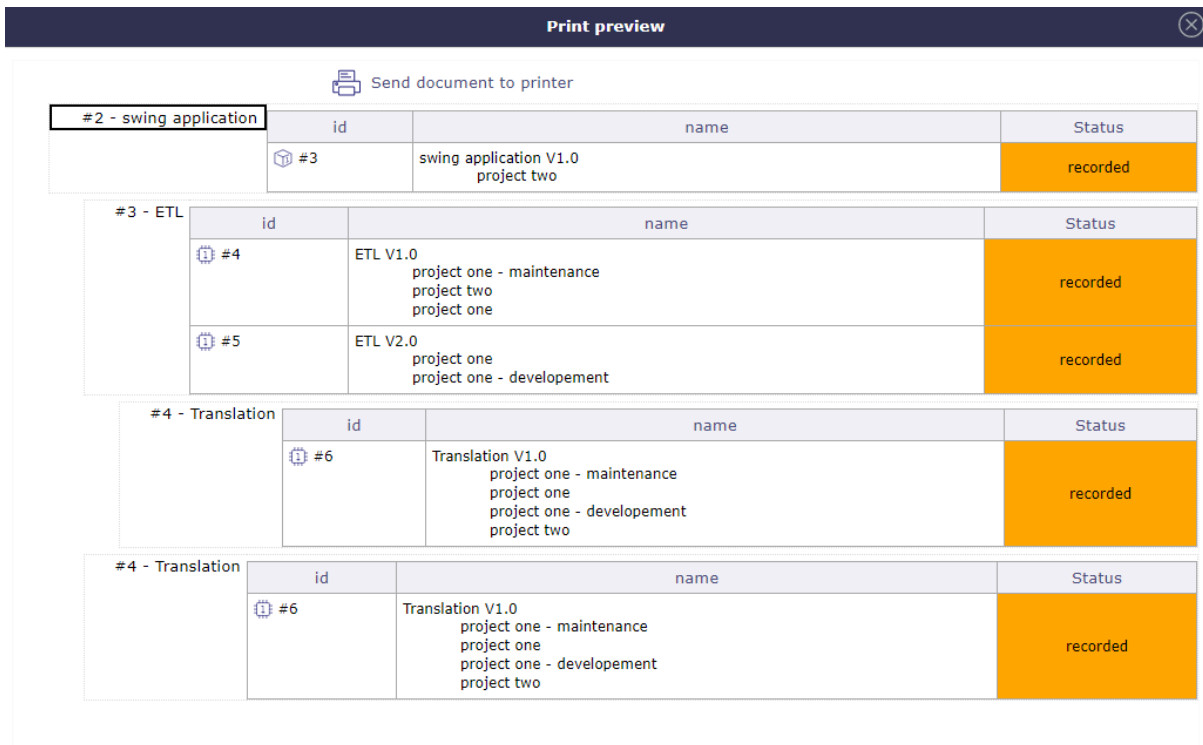 Print preview
Send document to printer
#2 - swing application
id name Status
#3 swing application V1.0 recorded
project two
#3 - ETL
id name Status
#4 ETL V1.0 recorded
project one - maintenance
project two
project one
#5 ETL V2.0 recorded
project one
project one - developement
#4 - Translation
id name Status
#6 Translation V1.0 recorded
project one - maintenance
project one
project one - developement
project two
#4 - Translation
id name Status
#6 Translation V1.0 recorded
project one - maintenance
project one
project one - developement
project two